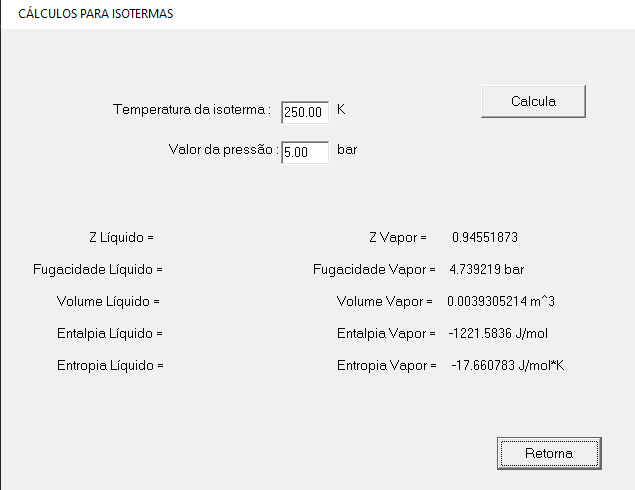 CÁLCULOS PARA ISOTERMAS
Temperatura da isoterma : 250.00 K
Calcula
Valor da pressão : 5.00 bar
Z Líquido = Z Vapor = 0.94551873
Fugacidade Líquido = Fugacidade Vapor = 4.739219 bar
Volume Líquido = Volume Vapor = 0.0039305214 m^3
Entalpia Líquido = Entalpia Vapor = -1221.5836 J/mol
Entropia Líquido = Entropia Vapor = -17.660783 J/mol*K
Retorna